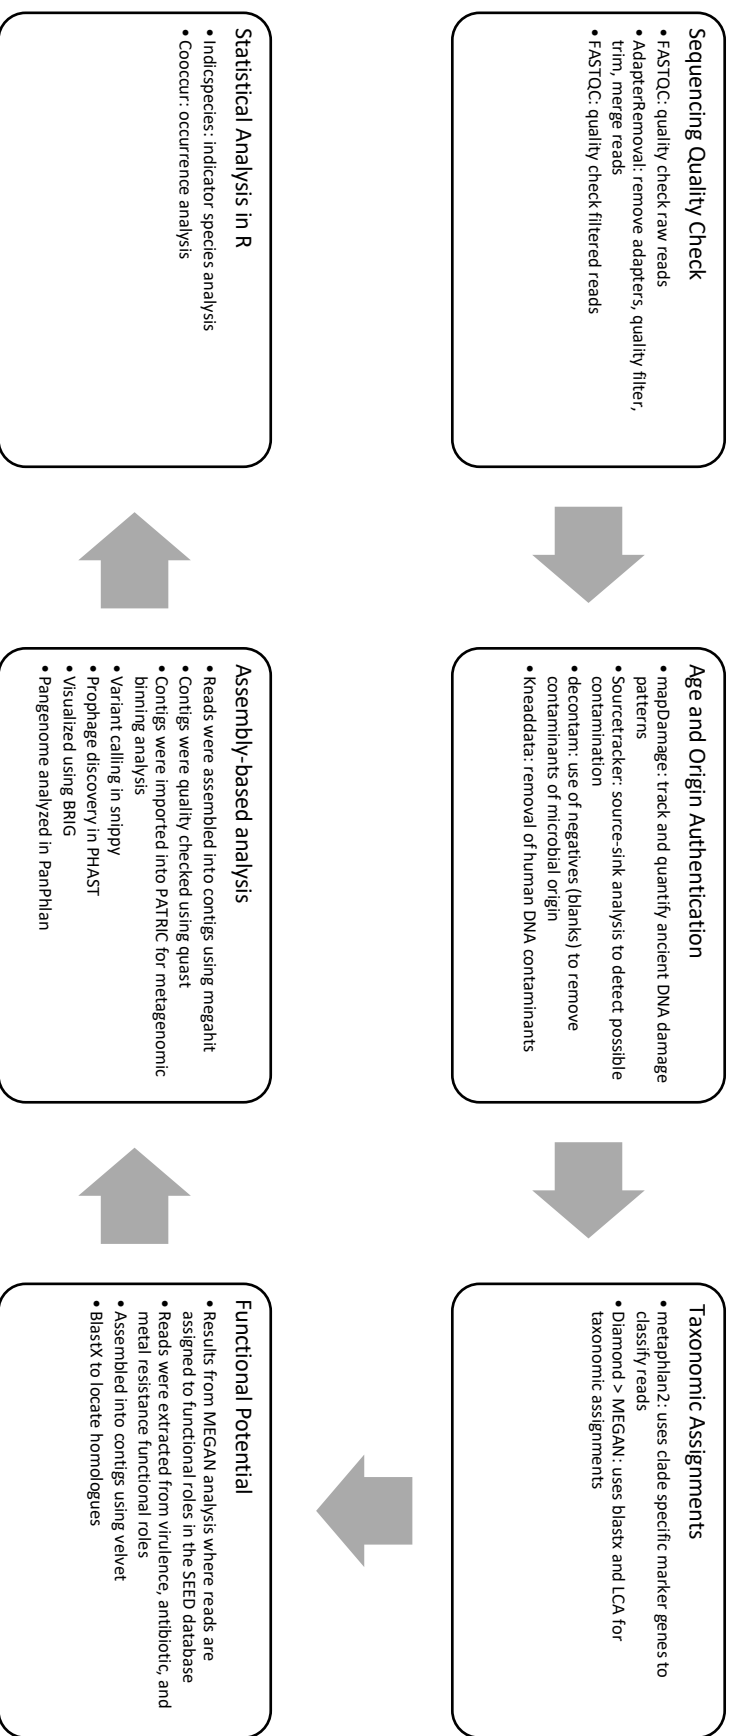 Sequencing Quality Check
• FASTQC: quality check raw reads
• AdapterRemoval: remove adapters, quality filter,
trim, merge reads
• FASTQC: quality check filtered reads
Age and Origin Authentication
• mapDamage: track and quantify ancient DNA damage
patterns
• Sourcetracker: source-sink analysis to detect possible
contamination
• decontam: use of negatives (blanks) to remove
contaminants of microbial origin
• Kneaddata: removal of human DNA contaminants
Taxonomic Assignments
• metaphlan2: uses clade specific marker genes to
classify reads
• Diamond > MEGAN: uses blastx and LCA for
taxonomic assignments
Functional Potential
• Results from MEGAN analysis where reads are
assigned to functional roles in the SEED database
• Reads were extracted from virulence, antibiotic, and
metal resistance functional roles
• Assembled into contigs using velvet
• BlastX to locate homologues
Assembly-based analysis
• Reads were assembled into contigs using megahit
• Contigs were quality checked using quast
• Contigs were imported into PATRIC for metagenomic
binning analysis
• Variant calling in snippy
• Prophage discovery in PHAST
• Visualized using BRIG
• Pangenome analyzed in PanPhlan
Statistical Analysis in R
• Indicspecies: indicator species analysis
• Cooccur: occurrence analysis